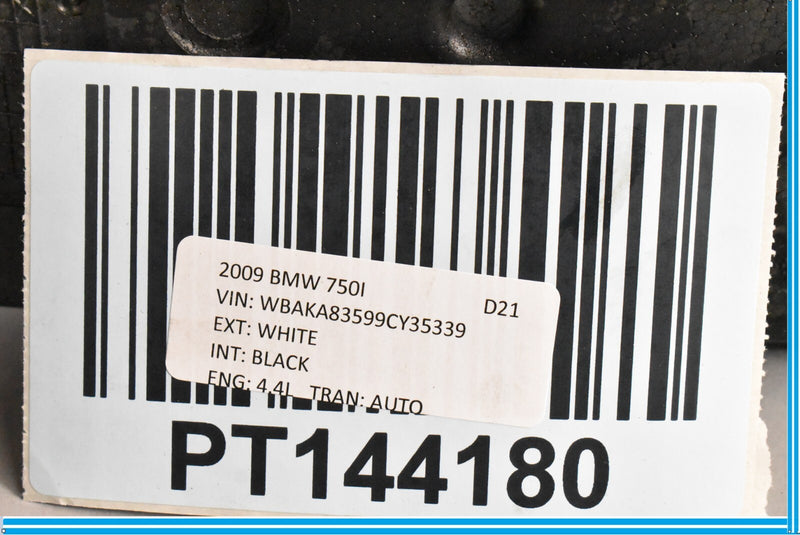 2009 BMW 750I D21
VIN: WBAKA83599CY35339
EXT: WHITE
INT: BLACK
ENG: 4.4L TRAN: AUTO
PT144180